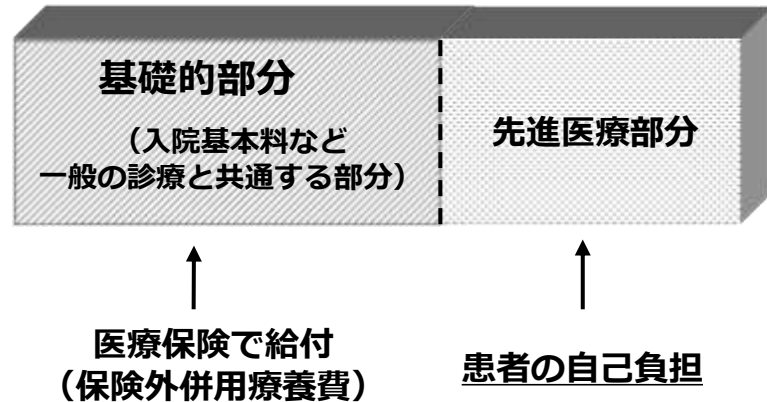 基礎的部分
(入院基本料など
一般の診療と共通する部分)
先進医療部分
医療保険で給付
(保険外併用療養費)
患者の自己負担